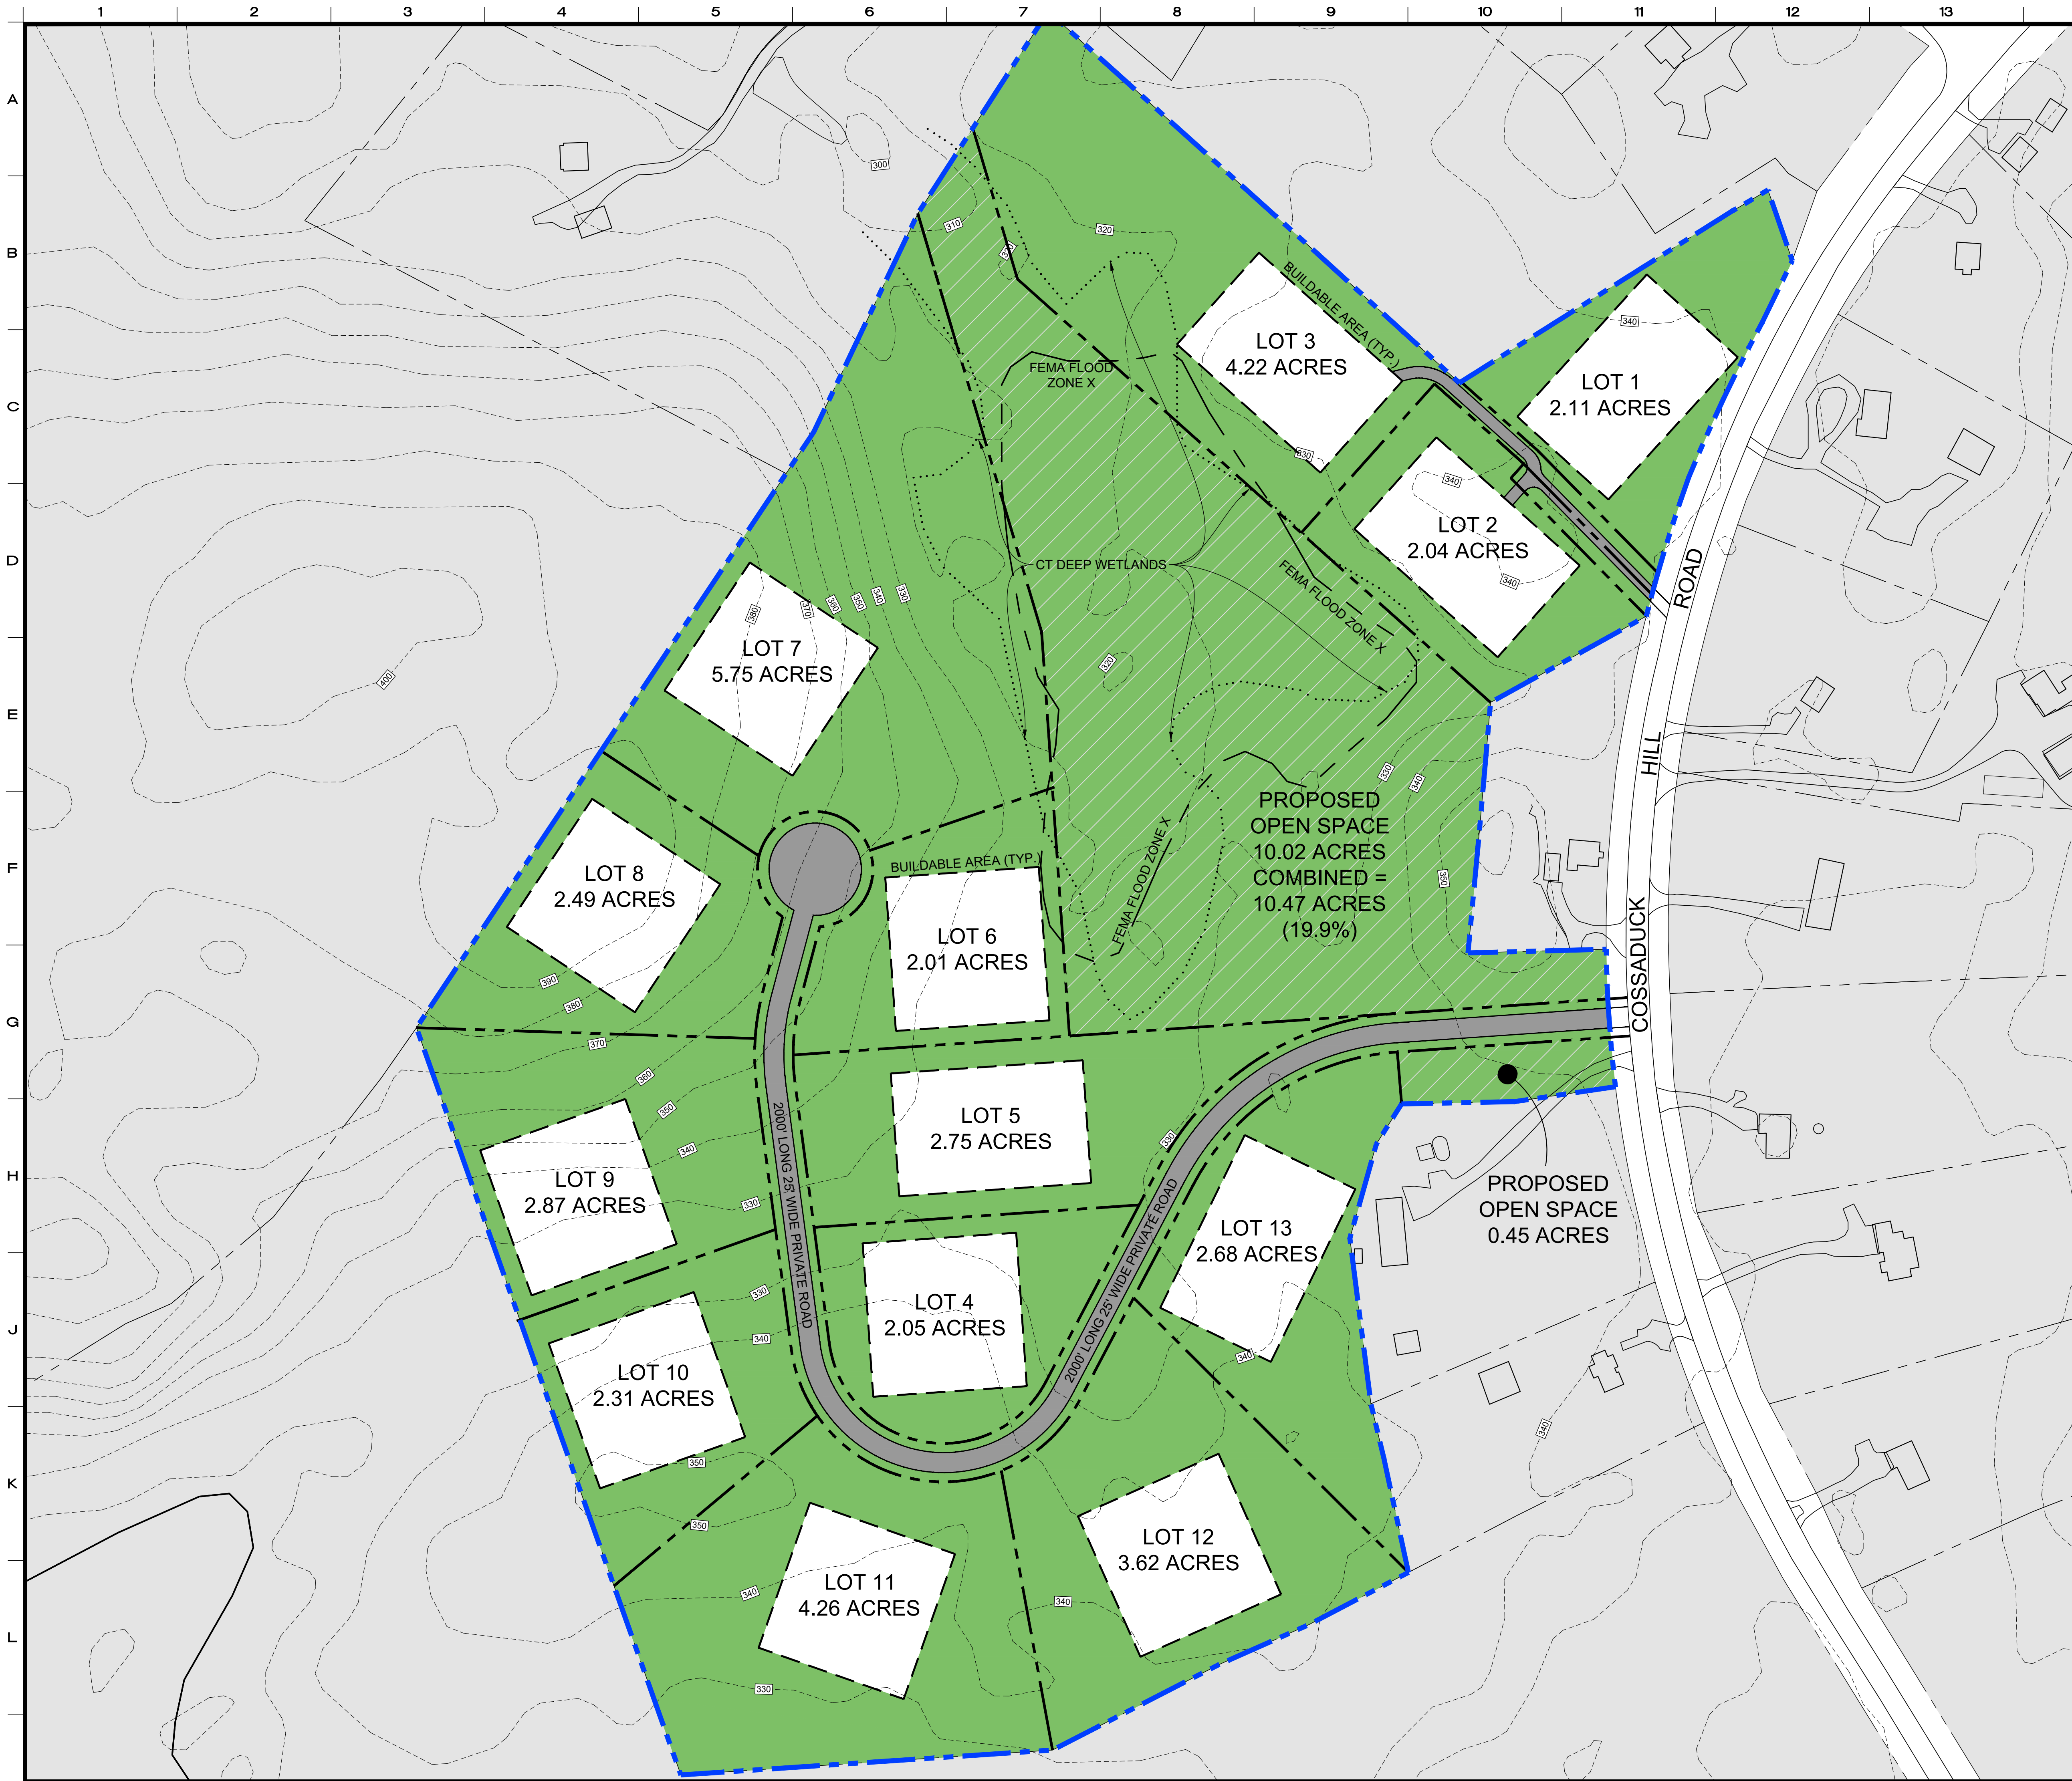 1 2 3 4 5 6 7 8 9 10 11 12 13
A
B
C
D
E
F
G
H
J
K
L
300
310
320
320
BUILDABLE AREA (TYP.)
340
LOT 3
4.22 ACRES
FEMA FLOOD
ZONE X
LOT 1
2.11 ACRES
330
340
LOT 2
2.04 ACRES
340
CT DEEP WETLANDS
FEMA FLOOD ZONE X
380
370
360
350
340
330
LOT 7
5.75 ACRES
320
400
COSSADUCK HILL ROAD
330
340
350
PROPOSED
OPEN SPACE
10.02 ACRES
COMBINED =
10.47 ACRES
(19.9%)
FEMA FLOOD ZONE X
BUILDABLE AREA (TYP.)
LOT 8
2.49 ACRES
LOT 6
2.01 ACRES
390
380
370
360
350
340
330
LOT 5
2.75 ACRES
330
2000' LONG 25' WIDE PRIVATE ROAD
LOT 9
2.87 ACRES
2000' LONG 25' WIDE PRIVATE ROAD
LOT 13
2.68 ACRES
PROPOSED
OPEN SPACE
0.45 ACRES
330
340
LOT 4
2.05 ACRES
340
LOT 10
2.31 ACRES
340
350
350
LOT 12
3.62 ACRES
LOT 11
4.26 ACRES
340
340
330